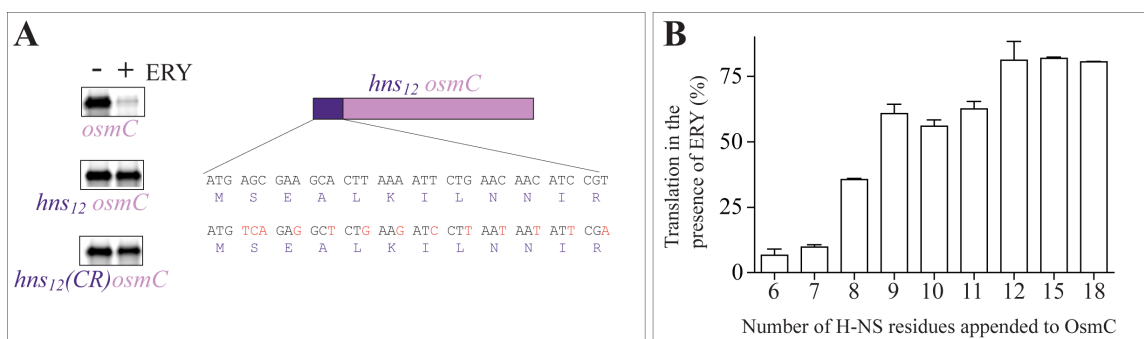 A
- + ERY
osmC
hns12 osmC
hns12(CR)osmC
hns12 osmC
ATG AGC GAA GCA CTT AAA ATT CTG AAC AAC ATC CGT
M S E A L K I L N N I R
ATG TCA GAG GCT CTG AAG ATC CTT AAT AAT ATT CGA
M S E A L K I L N N I R
B
Translation in the
presence of ERY (%)
75
50
25
0
6 7 8 9 10 11 12 15 18
Number of H-NS residues appended to OsmC